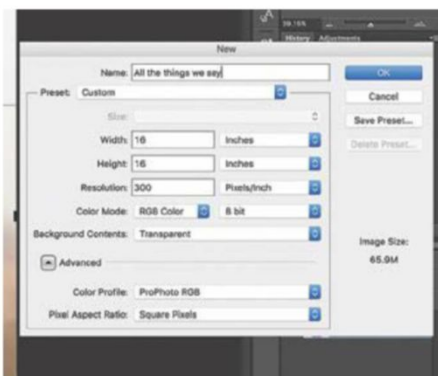 39.16%
History Adjustments
New
Name: All the things we say
Preset: Custom
Size:
Width: 16 Inches
Height: 16 Inches
Resolution: 300 Pixels/Inch
Color Mode: RGB Color 8 bit
Background Contents: Transparent
Advanced
Color Profile: ProPhoto RGB
Pixel Aspect Ratio: Square Pixels
OK
Cancel
Save Preset...
Delete Preset...
Image Size:
65.9M